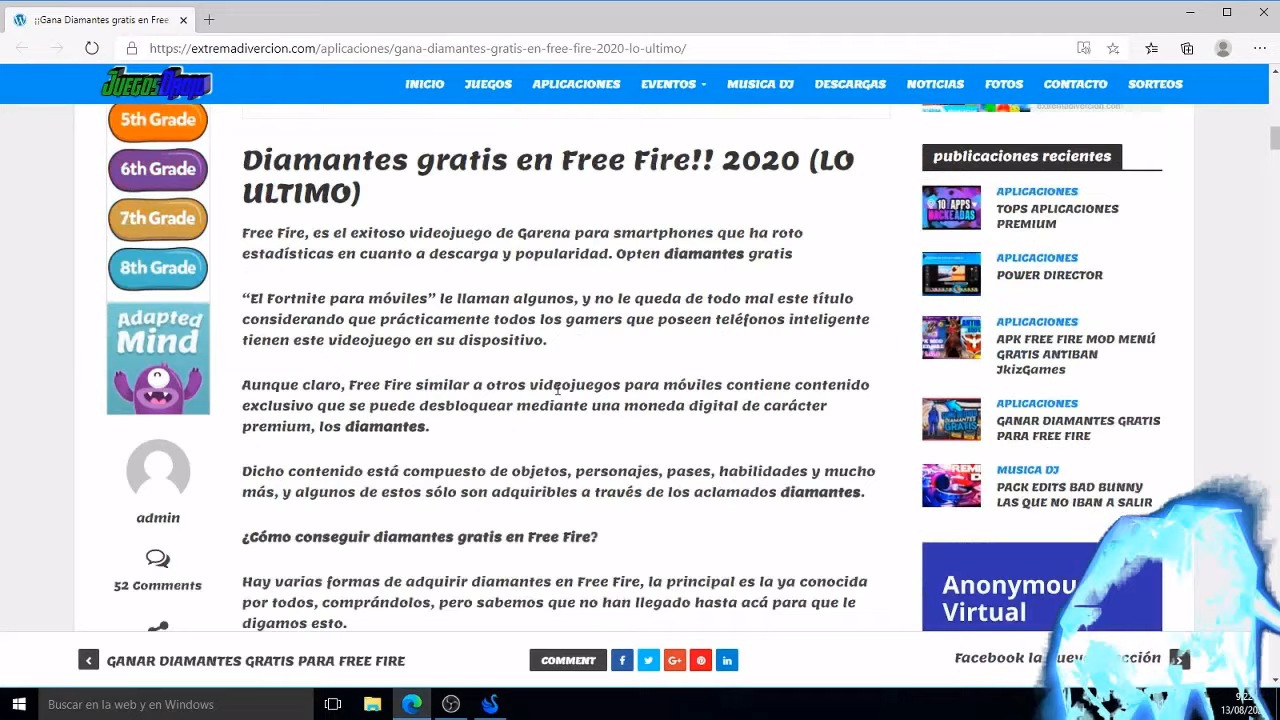 ¡¡Gana Diamantes gratis en Free
https://extremadivercion.com/aplicaciones/gana-diamantes-gratis-en-free-fire-2020-lo-ultimo/
JUEGOSDROP
INICIO JUEGOS APLICACIONES EVENTOS MUSICA DJ DESCARGAS NOTICIAS FOTOS CONTACTO SORTEOS
5th Grade
6th Grade
7th Grade
8th Grade
Adapted
Mind
admin
52 Comments
Diamantes gratis en Free Fire!! 2020 (LO
ULTIMO)
Free Fire, es el exitoso videojuego de Garena para smartphones que ha roto
estadísticas en cuanto a descarga y popularidad. Opten diamantes gratis
“El Fortnite para móviles” le llaman algunos, y no le queda de todo mal este título
considerando que prácticamente todos los gamers que poseen teléfonos inteligente
tienen este videojuego en su dispositivo.
Aunque claro, Free Fire similar a otros videojuegos para móviles contiene contenido
exclusivo que se puede desbloquear mediante una moneda digital de carácter
premium, los diamantes.
Dicho contenido está compuesto de objetos, personajes, pases, habilidades y mucho
más, y algunos de estos sólo son adquiribles a través de los aclamados diamantes.
¿Cómo conseguir diamantes gratis en Free Fire?
Hay varias formas de adquirir diamantes en Free Fire, la principal es la ya conocida
por todos, comprándolos, pero sabemos que no han llegado hasta acá para que le
digamos esto.
extremadivercion.com
publicaciones recientes
10 APPS
HACKEADAS
APLICACIONES
TOPS APLICACIONES
PREMIUM
APLICACIONES
POWER DIRECTOR
APLICACIONES
APK FREE FIRE MOD MENÚ
GRATIS ANTIBAN
JkizGames
APLICACIONES
GANAR DIAMANTES GRATIS
PARA FREE FIRE
MUSICA DJ
PACK EDITS BAD BUNNY
LAS QUE NO IBAN A SALIR
Anonymou
Virtual
GANAR DIAMANTES GRATIS PARA FREE FIRE
COMMENT
Facebook la
Buscar en la web y en Windows
13/08/20